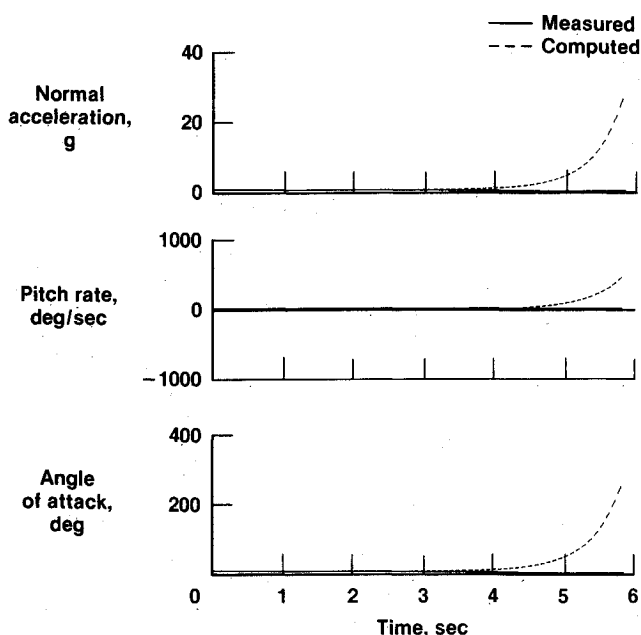 Measured
Computed
40
Normal
acceleration,
g
20
0
1000
Pitch rate,
deg/sec
0
−1000
400
Angle
of attack,
deg
200
0 1 2 3 4 5 6
Time, sec